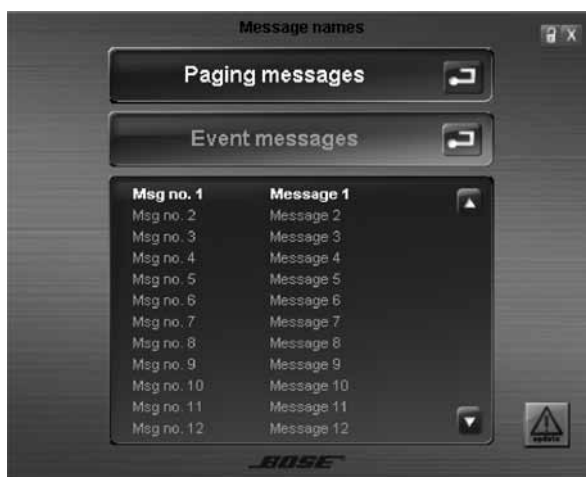 Message names
X
Paging messages
Event messages
Msg no. 1 Message 1
Msg no. 2 Message 2
Msg no. 3 Message 3
Msg no. 4 Message 4
Msg no. 5 Message 5
Msg no. 6 Message 6
Msg no. 7 Message 7
Msg no. 8 Message 8
Msg no. 9 Message 9
Msg no. 10 Message 10
Msg no. 11 Message 11
Msg no. 12 Message 12
update
BOSE